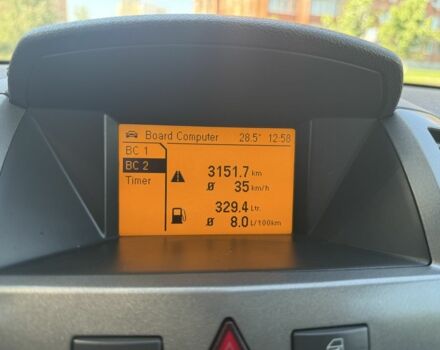 Board Computer 28.5° 12:58
BC 1
BC 2
Timer
3151.7 km
Ø 35 km/h
329.4 Ltr.
Ø 8.0 L/100km